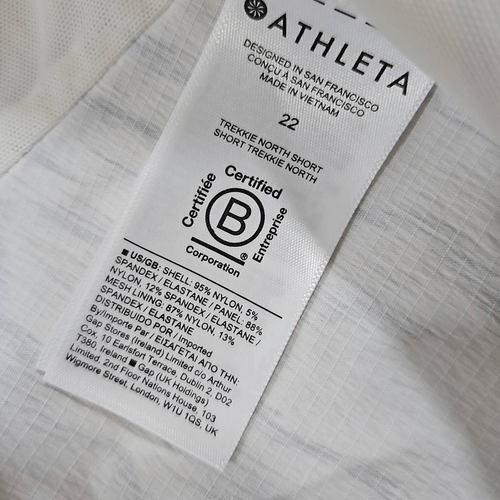 ATHLETA
DESIGNED IN SAN FRANCISCO
CONÇU À SAN FRANCISCO
MADE IN VIETNAM
22
TREKKIE NORTH SHORT
SHORT TREKKIE NORTH
Certified
Certifiée
B
Entreprise
®
Corporation
■ US/GB: SHELL: 95% NYLON, 5%
SPANDEX / ELASTANE / PANEL: 88%
NYLON, 12% SPANDEX / ELASTANE /
MESH LINING: 87% NYLON, 13%
SPANDEX / ELASTANE
DISTRIBUTED POR / Imported
By/Importe Par/ ΕΙΣΑΓΕΤΑΙ ΑΠΟ ΤΗΝ:
Gap Stores (Ireland) Limited c/o Arthur
Cox, 10 Earlsfort Terrace, Dublin 2, D02
T380, Ireland ■ Gap (UK Holdings)
Limited, 2nd Floor Nations House, 103
Wigmore Street, London, W1U 1QS, UK